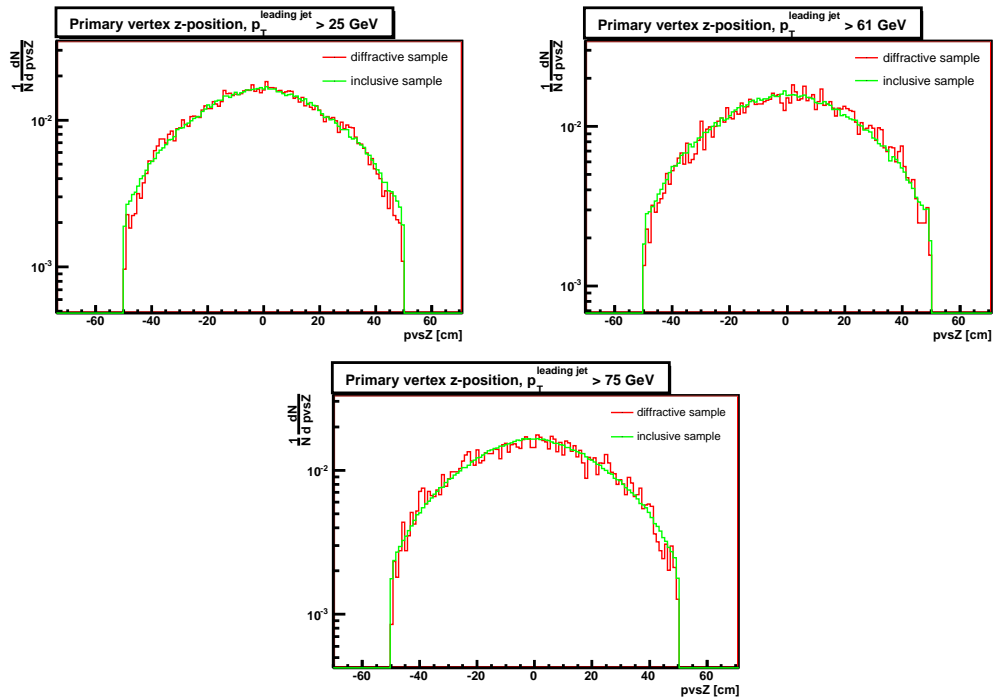 Primary vertex z-position, p_T^leading jet > 25 GeV
1/N dN/d pvsZ
diffractive sample
inclusive sample
10^-2
10^-3
-60 -40 -20 0 20 40 60
pvsZ [cm]
Primary vertex z-position, p_T^leading jet > 61 GeV
1/N dN/d pvsZ
diffractive sample
inclusive sample
10^-2
10^-3
-60 -40 -20 0 20 40 60
pvsZ [cm]
Primary vertex z-position, p_T^leading jet > 75 GeV
1/N dN/d pvsZ
diffractive sample
inclusive sample
10^-2
10^-3
-60 -40 -20 0 20 40 60
pvsZ [cm]